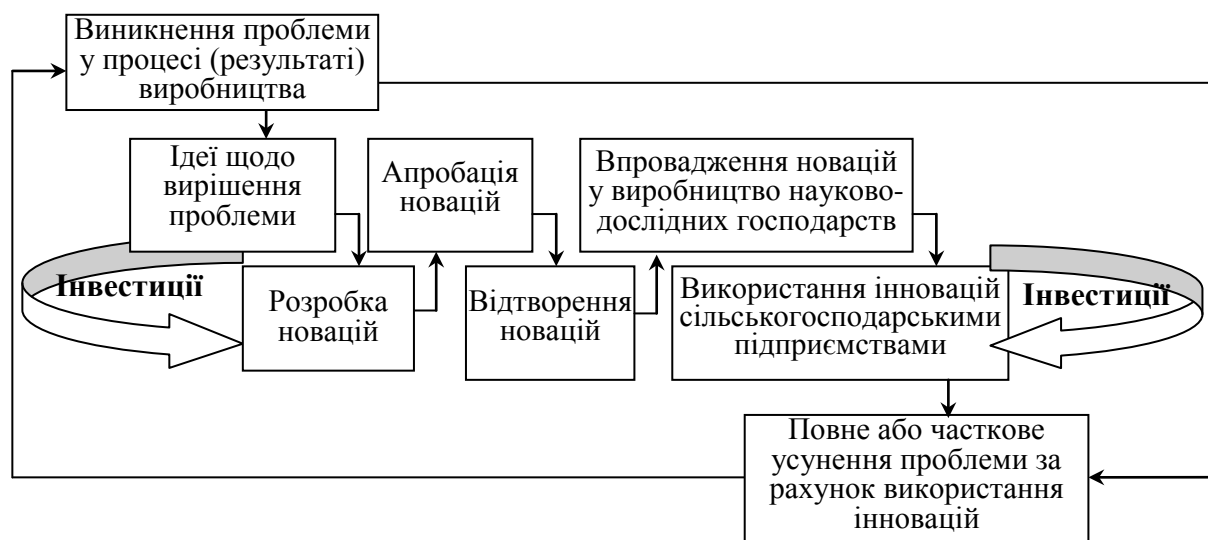 Виникнення проблеми
у процесі (результаті)
виробництва
Ідеї щодо
вирішення
проблеми
Апробація
новацій
Впровадження новацій
у виробництво науково-
дослідних господарств
Інвестиції
Розробка
новацій
Відтворення
новацій
Використання інновацій
сільськогосподарськими
підприємствами
Інвестиції
Повне або часткове
усунення проблеми за
рахунок використання
інновацій